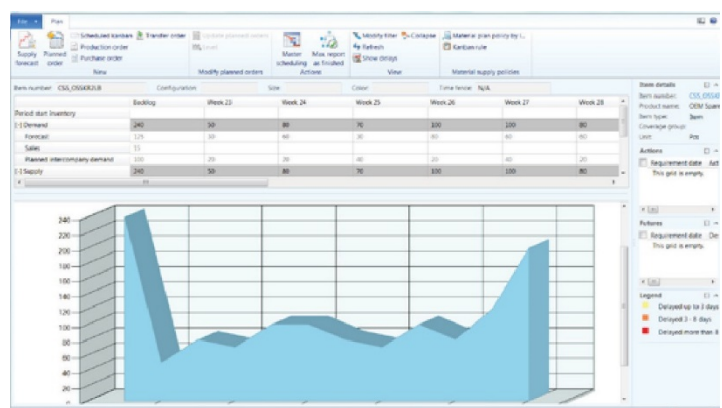 File
Plan
Supply forecast
Planned order
Scheduled kanban
Production order
Purchase order
Transfer order
New
Update planned orders
Level
Modify planned orders
Master scheduling
Max report as finished
Actions
Modify filter
Collapse
Refresh
Show delays
View
Material plan policy by i...
Kanban rule
Material supply policies
Item number:
Configuration:
Size:
Color:
Time fence: N/A
Backlog Week 23 Week 24 Week 25 Week 26 Week 27 Week 28
Period start inventory
[-] Demand 240 50 80 70 100 100 80
Forecast 125 30 60 30 80 60 60
Sales 15
Planned intercompany demand 100 20 20 40 20 40 20
[-] Supply 240 50 80 70 100 100 80
240
220
200
180
160
140
120
100
80
60
40
20
0
Item details
Item number:
Product name: OEM
Item type: Item
Coverage group:
Unit: Pcs
Actions
Requirement date
This grid is empty.
Futures
Requirement date
This grid is empty.
Legend
Delayed up to 3 days
Delayed 3 - 8 days
Delayed more than 8